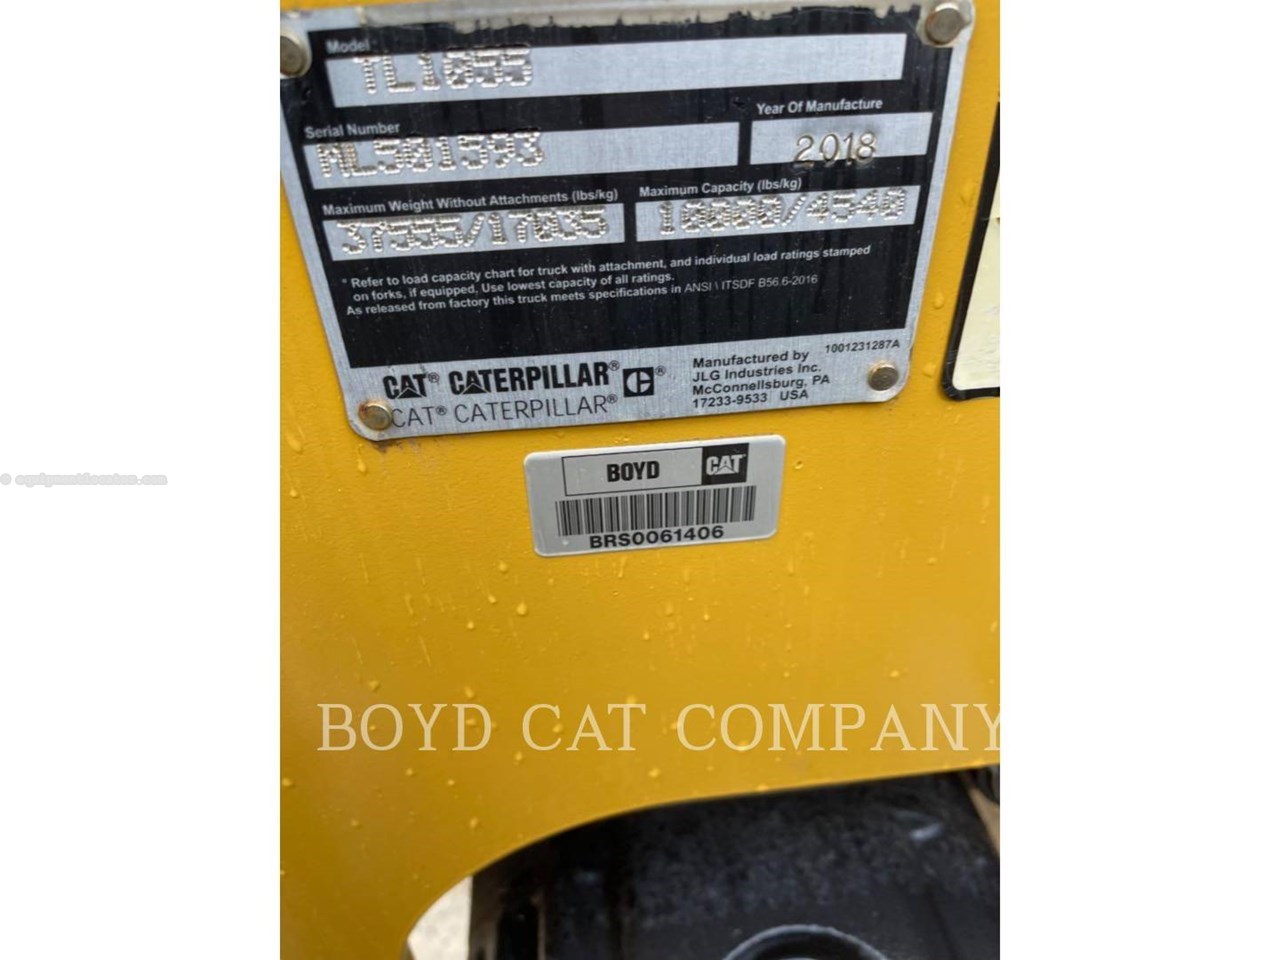 Model
TL1055
Serial Number
Year Of Manufacture
ML501593
2018
Maximum Weight Without Attachments (lbs/kg)
Maximum Capacity (lbs/kg)
37555/17035
10000/4540
* Refer to load capacity chart for truck with attachment, and individual load ratings stamped
on forks, if equipped. Use lowest capacity of all ratings.
As released from factory this truck meets specifications in ANSI \ ITSDF B56.6-2016
1001231287A
CAT® CATERPILLAR® C®
CAT® CATERPILLAR®
Manufactured by
JLG Industries Inc.
McConnellsburg, PA
17233-9533 USA
BOYD CAT
BRS0061406
© equipmentlocator.com
BOYD CAT COMPANY